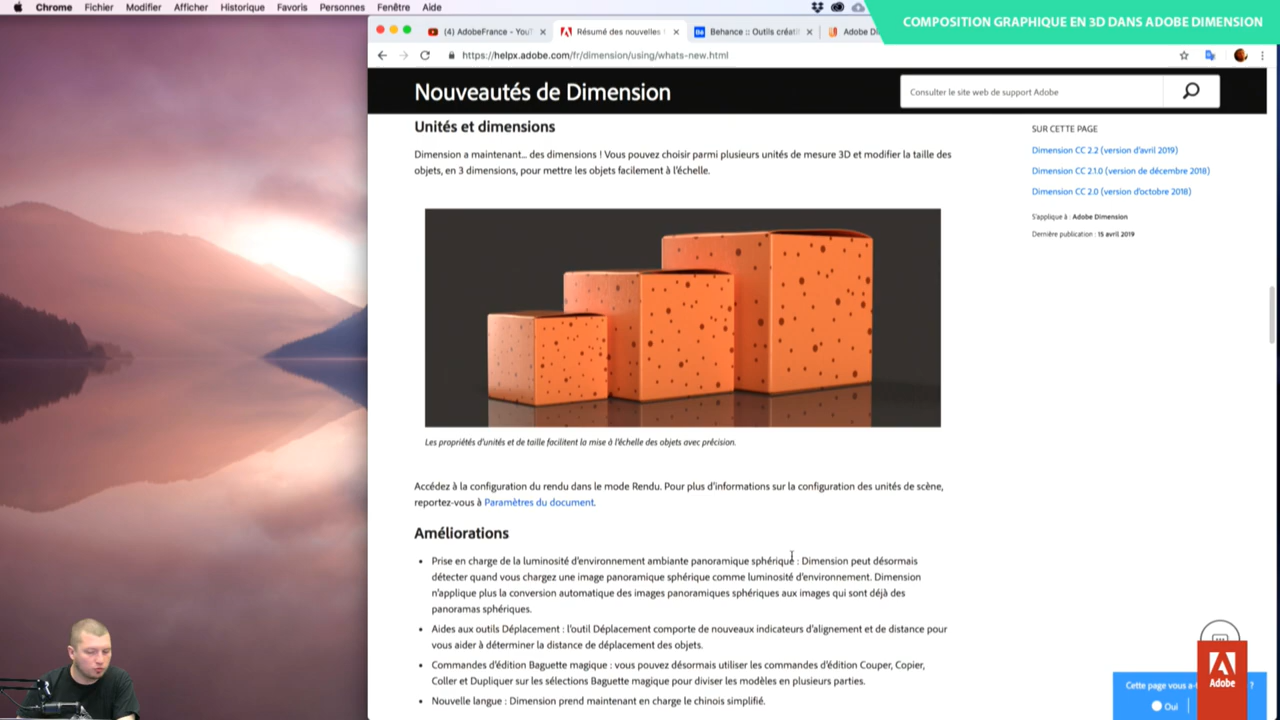 Chrome Fichier Modifier Afficher Historique Favoris Personnes Fenêtre Aide
COMPOSITION GRAPHIQUE EN 3D DANS ADOBE DIMENSION
(4) AdobeFrance - YouT
Résumé des nouvelles
Behance :: Outils créati
Adobe Di
https://helpx.adobe.com/fr/dimension/using/whats-new.html
Nouveautés de Dimension
Consulter le site web de support Adobe
Unités et dimensions
Dimension a maintenant... des dimensions ! Vous pouvez choisir parmi plusieurs unités de mesure 3D et modifier la taille des
objets, en 3 dimensions, pour mettre les objets facilement à l'échelle.
SUR CETTE PAGE
Dimension CC 2.2 (version d'avril 2019)
Dimension CC 2.1.0 (version de décembre 2018)
Dimension CC 2.0 (version d'octobre 2018)
S'applique à : Adobe Dimension
Dernière publication : 15 avril 2019
Les propriétés d'unités et de taille facilitent la mise à l'échelle des objets avec précision.
Accédez à la configuration du rendu dans le mode Rendu. Pour plus d'informations sur la configuration des unités de scène,
reportez-vous à Paramètres du document.
Améliorations
• Prise en charge de la luminosité d'environnement ambiante panoramique sphérique : Dimension peut désormais
détecter quand vous chargez une image panoramique sphérique comme luminosité d'environnement. Dimension
n'applique plus la conversion automatique des images panoramiques sphériques aux images qui sont déjà des
panoramas sphériques.
• Aides aux outils Déplacement : l'outil Déplacement comporte de nouveaux indicateurs d'alignement et de distance pour
vous aider à déterminer la distance de déplacement des objets.
• Commandes d'édition Baguette magique : vous pouvez désormais utiliser les commandes d'édition Couper, Copier,
Coller et Dupliquer sur les sélections Baguette magique pour diviser les modèles en plusieurs parties.
• Nouvelle langue : Dimension prend maintenant en charge le chinois simplifié.
Cette page vous a- ?
Oui
Adobe